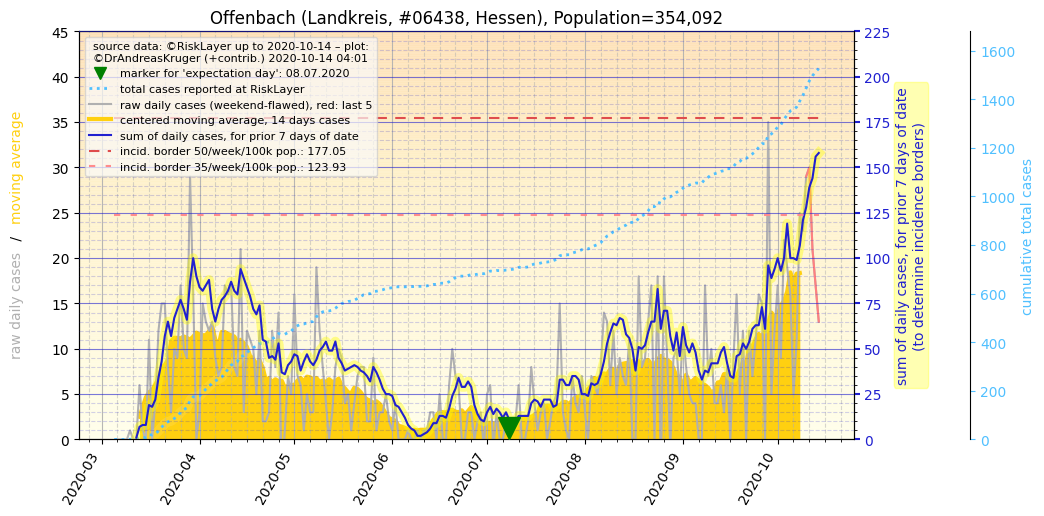 Offenbach (Landkreis, #06438, Hessen), Population=354,092
source data: ©RiskLayer up to 2020-10-14 – plot:
©DrAndreasKruger (+contrib.) 2020-10-14 04:01
marker for 'expectation day': 08.07.2020
total cases reported at RiskLayer
raw daily cases (weekend-flawed), red: last 5
centered moving average, 14 days cases
sum of daily cases, for prior 7 days of date
incid. border 50/week/100k pop.: 177.05
incid. border 35/week/100k pop.: 123.93
raw daily cases / moving average
45
40
35
30
25
20
15
10
5
0
2020-03
2020-04
2020-05
2020-06
2020-07
2020-08
2020-09
2020-10
225
200
175
150
125
100
75
50
25
0
sum of daily cases, for prior 7 days of date
(to determine incidence borders)
1600
1400
1200
1000
800
600
400
200
0
cumulative total cases